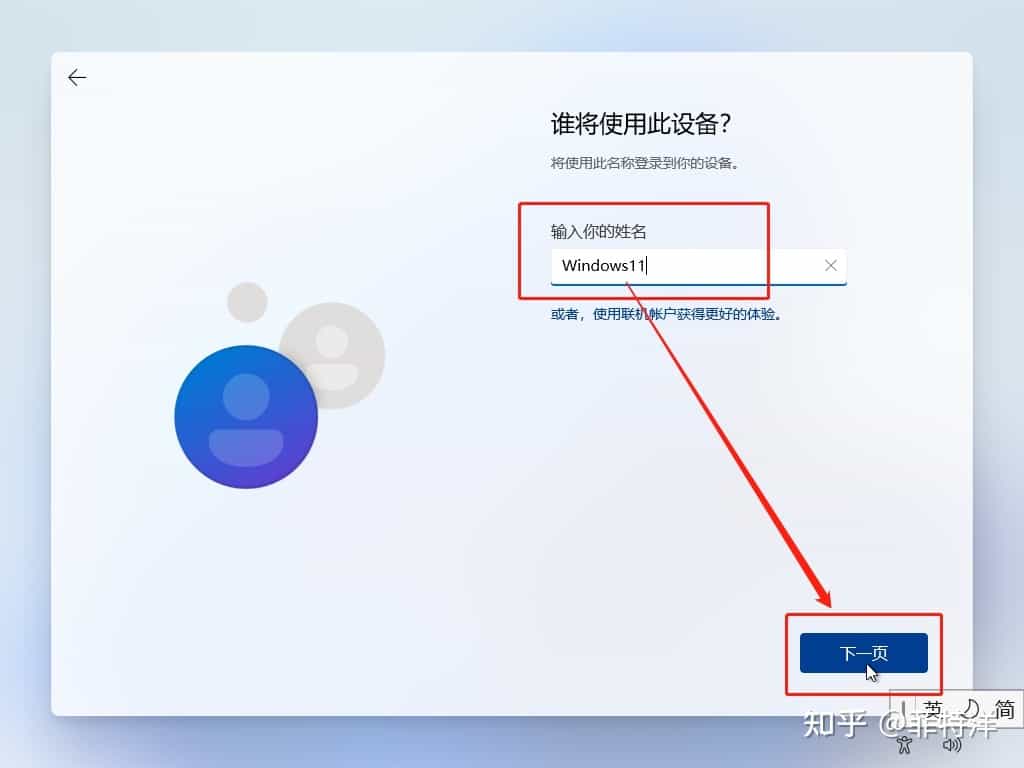 谁将使用此设备?
将使用此名称登录到你的设备。
输入你的姓名
Windows11
或者，使用联机帐户获得更好的体验。
下一页
英 简
知乎 @菲特洋